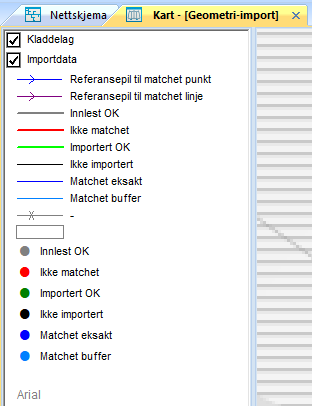 Nettskjema
Kart - [Geometri-import]
Kladdelag
Importdata
Referansepil til matchet punkt
Referansepil til matchet linje
Innlest OK
Ikke matchet
Importert OK
Ikke importert
Matchet eksakt
Matchet buffer
-
Innlest OK
Ikke matchet
Importert OK
Ikke importert
Matchet eksakt
Matchet buffer
Arial